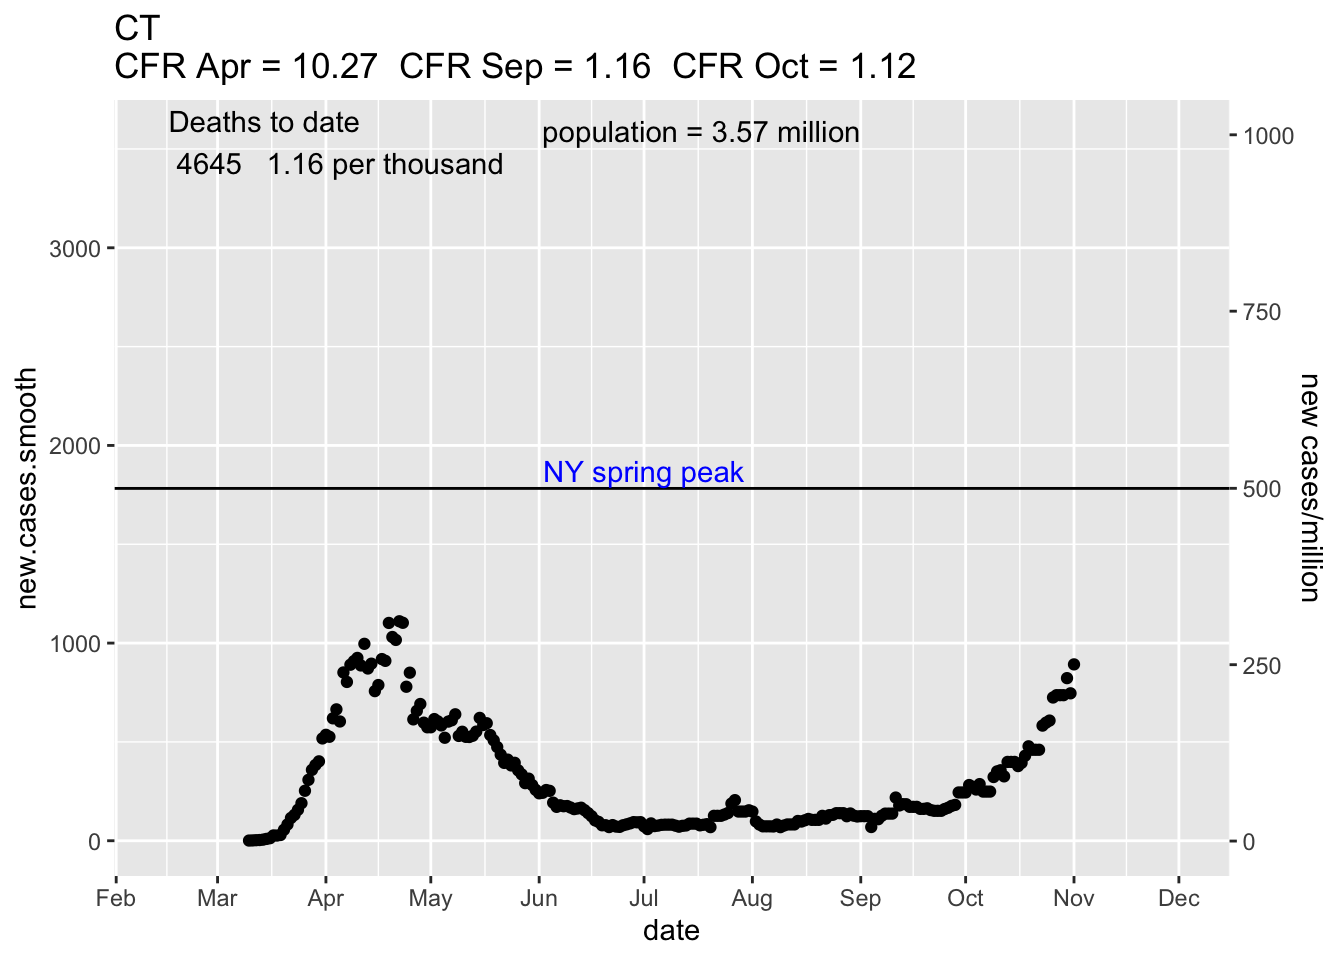 CT
CFR Apr = 10.27  CFR Sep = 1.16  CFR Oct = 1.12
Deaths to date
4645   1.16 per thousand
population = 3.57 million
NY spring peak
new.cases.smooth
3000
2000
1000
0
1000
750
500
250
0
new cases/million
Feb Mar Apr May Jun Jul Aug Sep Oct Nov Dec
date